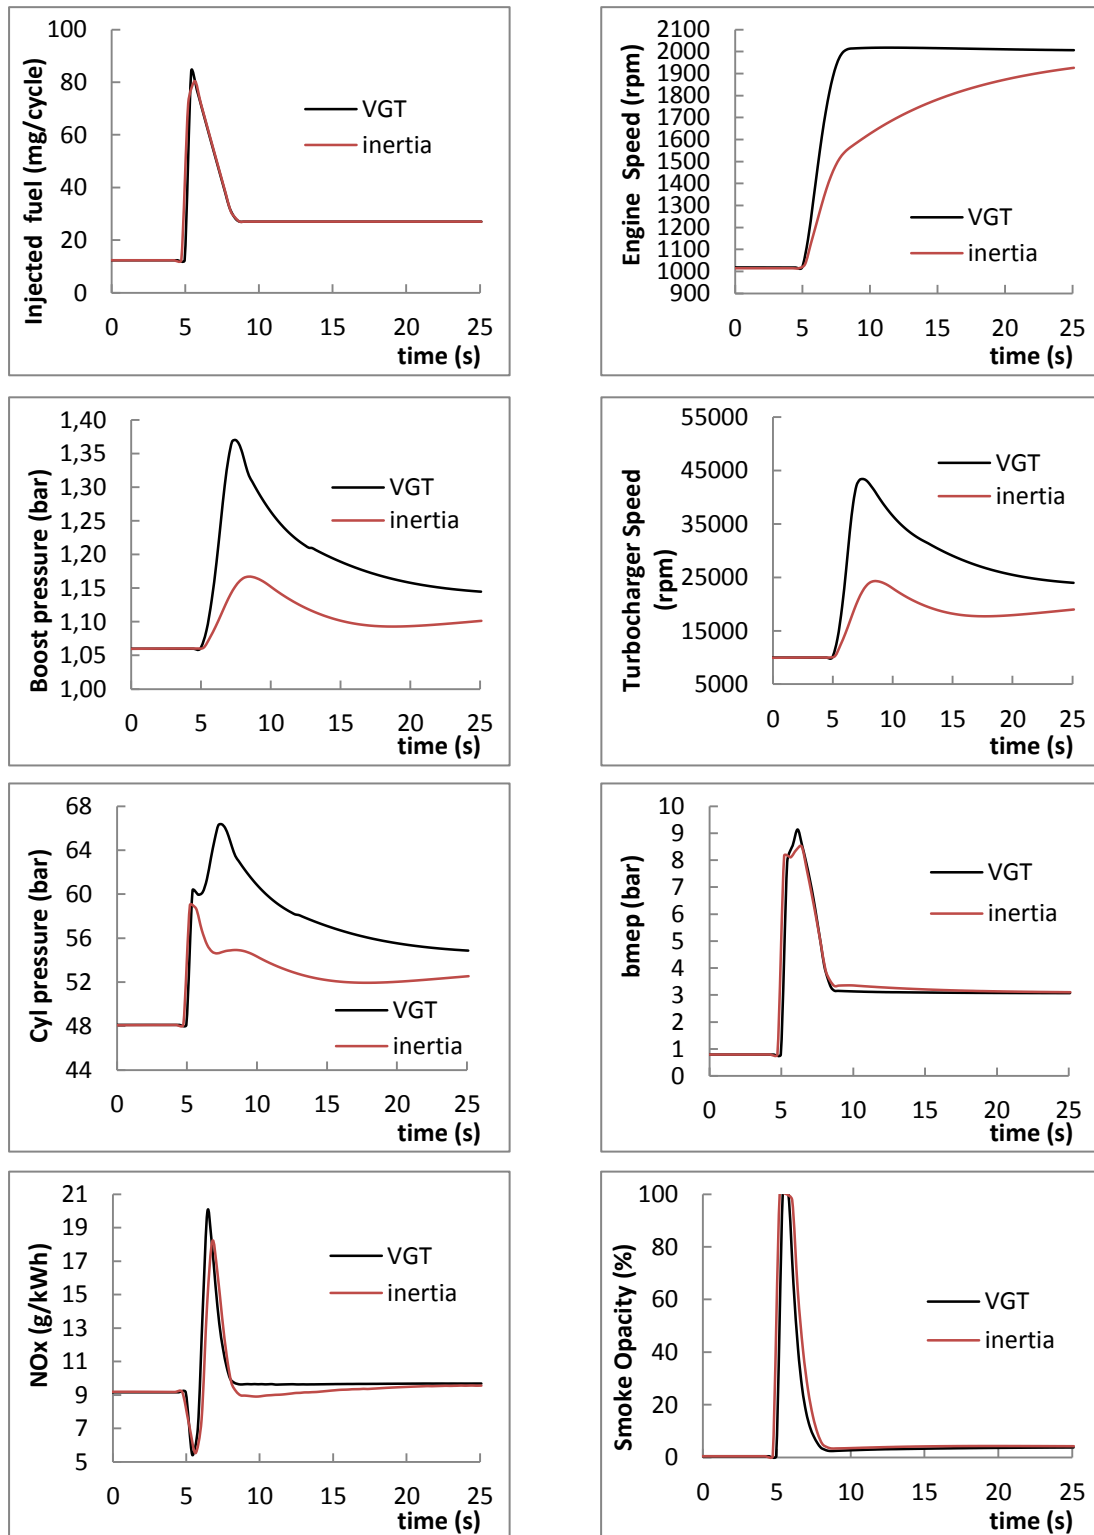 Injected fuel (mg/cycle)
100
80
60
40
20
0
VGT
inertia
0 5 10 15 20 25
time (s)
Engine Speed (rpm)
2100
2000
1900
1800
1700
1600
1500
1400
1300
1200
1100
1000
900
VGT
inertia
0 5 10 15 20 25
time (s)
Boost pressure (bar)
1,40
1,35
1,30
1,25
1,20
1,15
1,10
1,05
1,00
VGT
inertia
0 5 10 15 20 25
time (s)
Turbocharger Speed
(rpm)
55000
45000
35000
25000
15000
5000
VGT
inertia
0 5 10 15 20 25
time (s)
Cyl pressure (bar)
68
64
60
56
52
48
44
VGT
inertia
0 5 10 15 20 25
time (s)
bmep (bar)
10
9
8
7
6
5
4
3
2
1
0
VGT
inertia
0 5 10 15 20 25
time (s)
NOx (g/kWh)
21
19
17
15
13
11
9
7
5
VGT
inertia
0 5 10 15 20 25
time (s)
Smoke Opacity (%)
100
80
60
40
20
0
VGT
inertia
0 5 10 15 20 25
time (s)